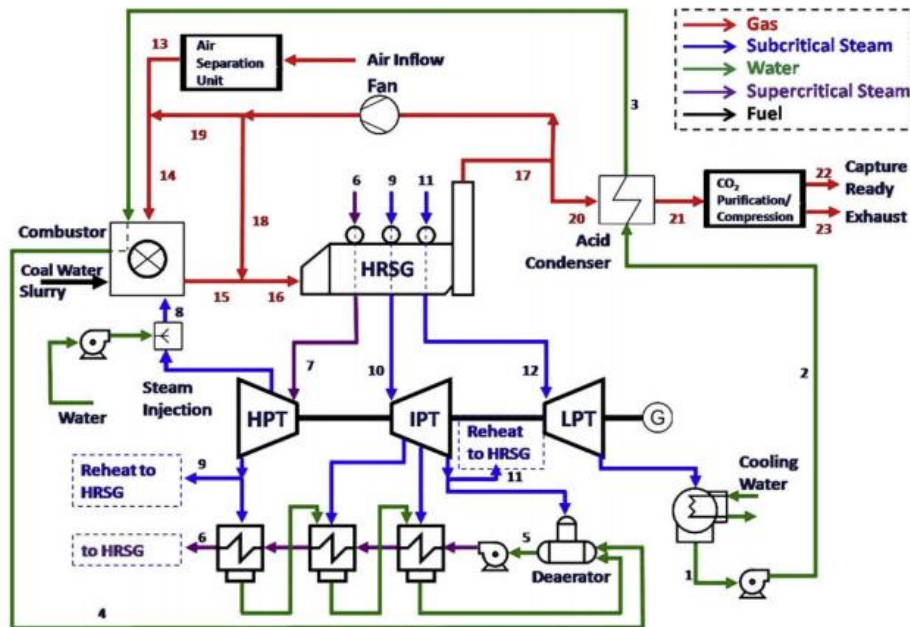 Gas
Subcritical Steam
Water
Supercritical Steam
Fuel
13
Air
Separation
Unit
Air Inflow
Fan
3
19
14
18
6
9
11
17
20
21
CO₂
Purification/
Compression
22
Capture
Ready
Exhaust
23
Acid
Condenser
Combustor
Coal Water
Slurry
15
16
HRSG
8
Steam
Injection
Water
7
10
12
2
HPT
IPT
LPT
G
Reheat
to HRSG
11
Reheat to
HRSG
9
Cooling
Water
to HRSG
6
5
Deaerator
1
4